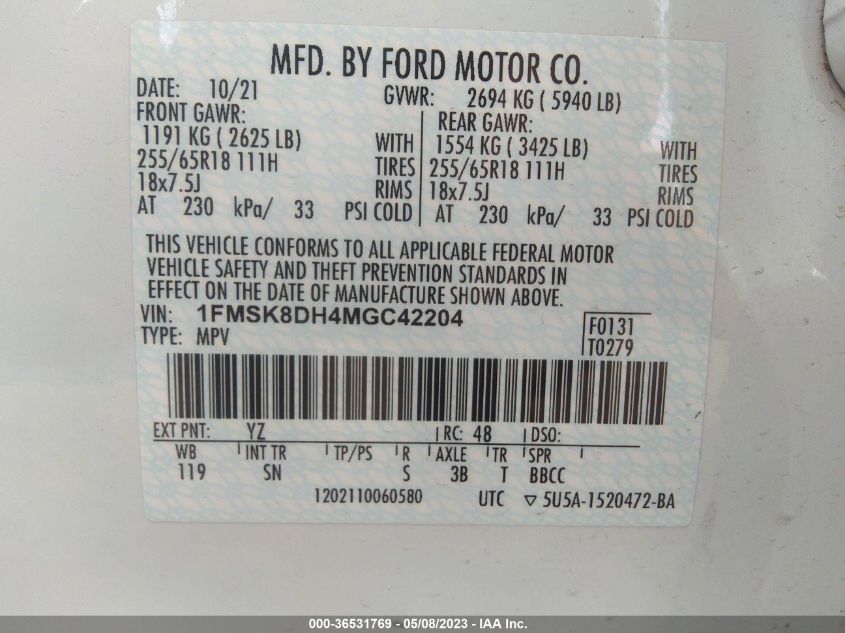 MFD. BY FORD MOTOR CO.
DATE: 10/21 GVWR: 2694 KG ( 5940 LB)
FRONT GAWR: REAR GAWR:
1191 KG ( 2625 LB) WITH 1554 KG ( 3425 LB) WITH
255/65R18 111H TIRES 255/65R18 111H TIRES
18x7.5J RIMS 18x7.5J RIMS
AT 230 kPa/ 33 PSI COLD AT 230 kPa/ 33 PSI COLD
THIS VEHICLE CONFORMS TO ALL APPLICABLE FEDERAL MOTOR
VEHICLE SAFETY AND THEFT PREVENTION STANDARDS IN
EFFECT ON THE DATE OF MANUFACTURE SHOWN ABOVE.
VIN: 1FMSK8DH4MGC42204 F0131
TYPE: MPV T0279
EXT PNT: YZ RC: 48 DSO:
WB INT TR TP/PS R AXLE TR SPR
119 SN S 3B T BBCC
1202110060580 UTC ▽ 5U5A-1520472-BA
000-36531769 - 05/08/2023 - IAA Inc.